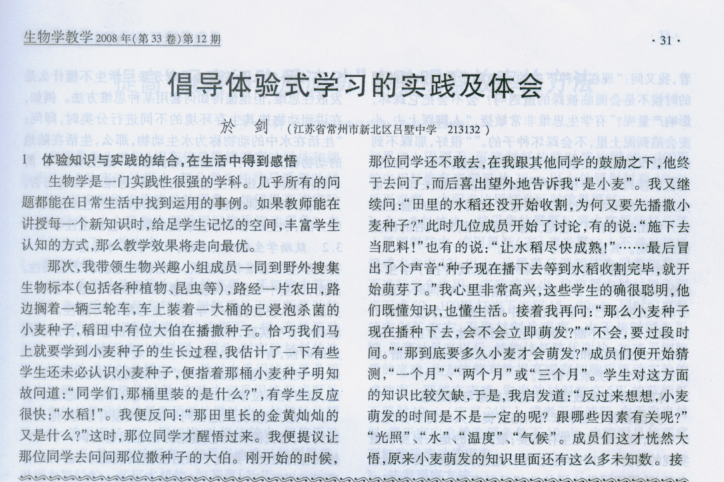 生物学教学2008年(第33卷)第12期
·31·
倡导体验式学习的实践及体会
於 剑 (江苏省常州市新北区吕墅中学 213132)
1 体验知识与实践的结合,在生活中得到感悟
生物学是一门实践性很强的学科。几乎所有的问
题都能在日常生活中找到运用的事例。如果教师能在
讲授每一个新知识时,给足学生记忆的空间,丰富学生
认知的方式,那么教学效果将走向最优。
那次,我带领生物兴趣小组成员一同到野外搜集
生物标本(包括各种植物、昆虫等),路经一片农田,路
边搁着一辆三轮车,车上装着一大桶的已浸泡杀菌的
小麦种子,稻田中有位大伯在播撒种子。恰巧我们马
上就要学到小麦种子的生长过程,我估计了一下有些
学生还未必认识小麦种子,便指着那桶小麦种子明知
故问道:“同学们,那桶里装的是什么?”,有学生反应
很快:“水稻!”。我便反问:“那田里长的金黄灿灿的
又是什么?”这时,那位同学才醒悟过来。我便提议让
那位同学去问问那位撒种子的大伯。刚开始的时候,
那位同学还不敢去,在我跟其他同学的鼓励之下,他终
于去问了,而后喜出望外地告诉我“是小麦”。我又继
续问:“田里的水稻还没开始收割,为何又要先播撒小
麦种子?”此时几位成员开始了讨论,有的说:“施下去
当肥料!”也有的说:“让水稻尽快成熟!”……最后冒
出了个声音“种子现在播下去等到水稻收割完毕,就开
始萌芽了。”我心里非常高兴,这些学生的确很聪明,他
们既懂知识,也懂生活。接着我再问:“那么小麦种子
现在播种下去,会不会立即萌发?”“不会,要过段时
间。”“那到底要多久小麦才会萌发?”成员们便开始猜
测,“一个月”、“两个月”或“三个月”。学生对这方面
的知识比较欠缺,于是,我启发道:“反过来想想,小麦
萌发的时间是不是一定的呢?跟哪些因素有关呢?”
“光照”、“水”、“温度”、“气候”。成员们这才恍然大
悟,原来小麦萌发的知识里面还有这么多未知数。接